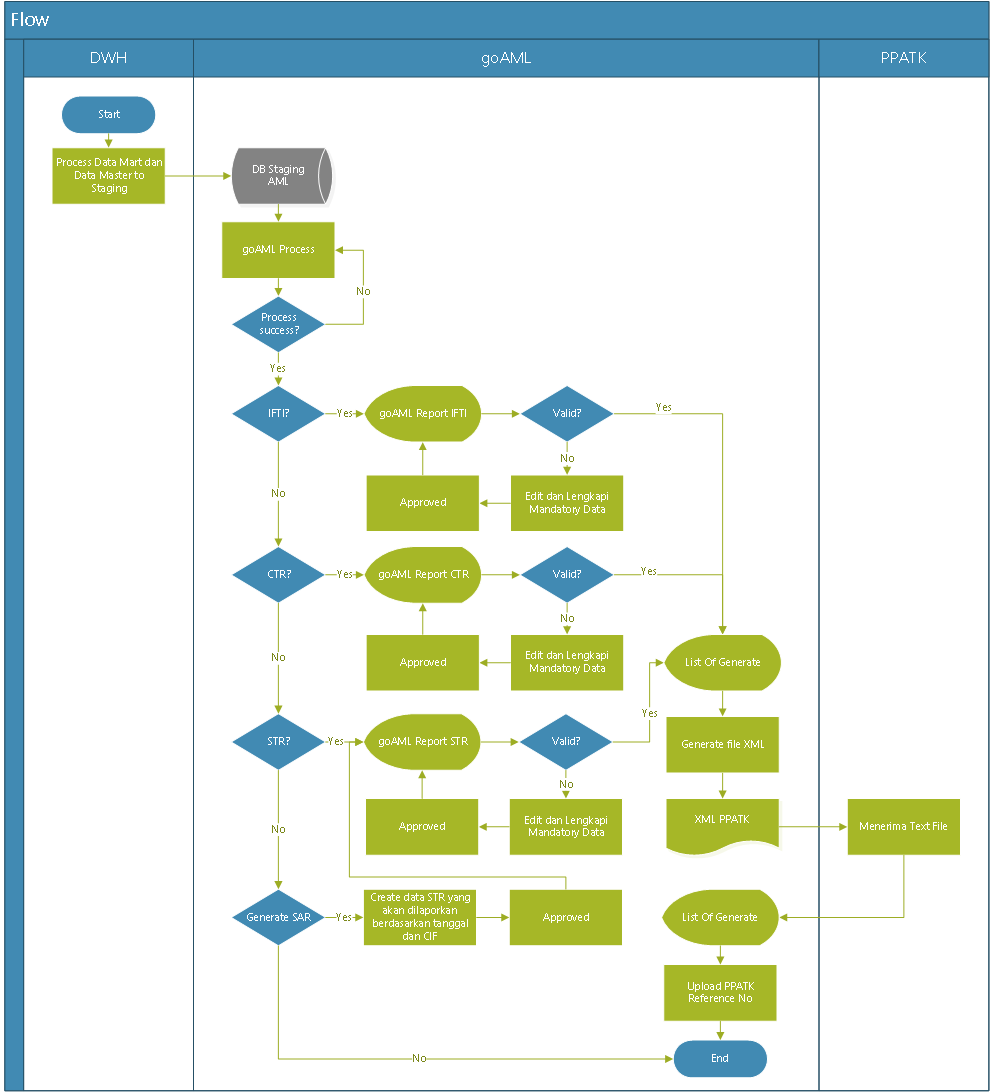 Flow
DWH
goAML
PPATK
Start
Process Data Mart dan
Data Master to
Staging
DB Staging
AML
goAML Process
No
Process
success?
Yes
IFTI?
Yes
goAML Report IFTI
Valid?
Yes
No
No
Approved
Edit dan Lengkapi
Mandatory Data
CTR?
Yes
goAML Report CTR
Valid?
Yes
No
No
Approved
Edit dan Lengkapi
Mandatory Data
List Of Generate
STR?
Yes
goAML Report STR
Valid?
Yes
Generate file XML
No
No
Approved
Edit dan Lengkapi
Mandatory Data
XML PPATK
Menerima Text File
Generate SAR
Yes
Create data STR yang
akan dilaporkan
berdasarkan tanggal
dan CIF
Approved
List Of Generate
Upload PPATK
Reference No
No
End